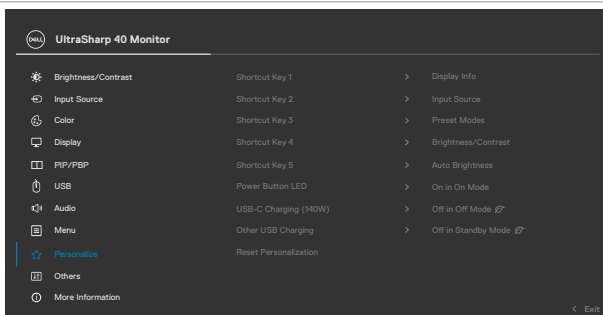 DELL UltraSharp 40 Monitor
Brightness/Contrast Shortcut Key 1 > Display Info
Input Source Shortcut Key 2 > Input Source
Color Shortcut Key 3 > Preset Modes
Display Shortcut Key 4 > Brightness/Contrast
PIP/PBP Shortcut Key 5 > Auto Brightness
USB Power Button LED > On in On Mode
Audio USB-C Charging (140W) > Off in Off Mode
Menu Other USB Charging > Off in Standby Mode
Personalize Reset Personalization
Others
More Information
< Exit